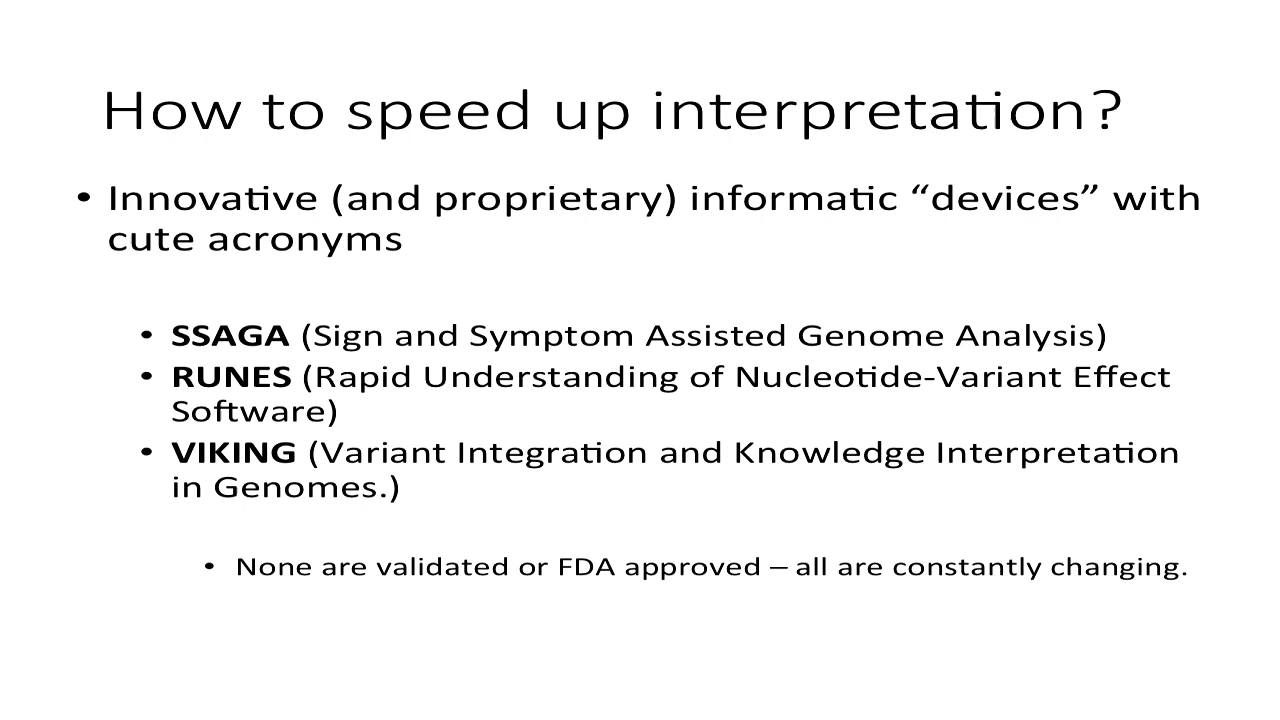 How to speed up interpretation?
• Innovative (and proprietary) informatic “devices” with
cute acronyms
• SSAGA (Sign and Symptom Assisted Genome Analysis)
• RUNES (Rapid Understanding of Nucleotide-Variant Effect
Software)
• VIKING (Variant Integration and Knowledge Interpretation
in Genomes.)
• None are validated or FDA approved – all are constantly changing.